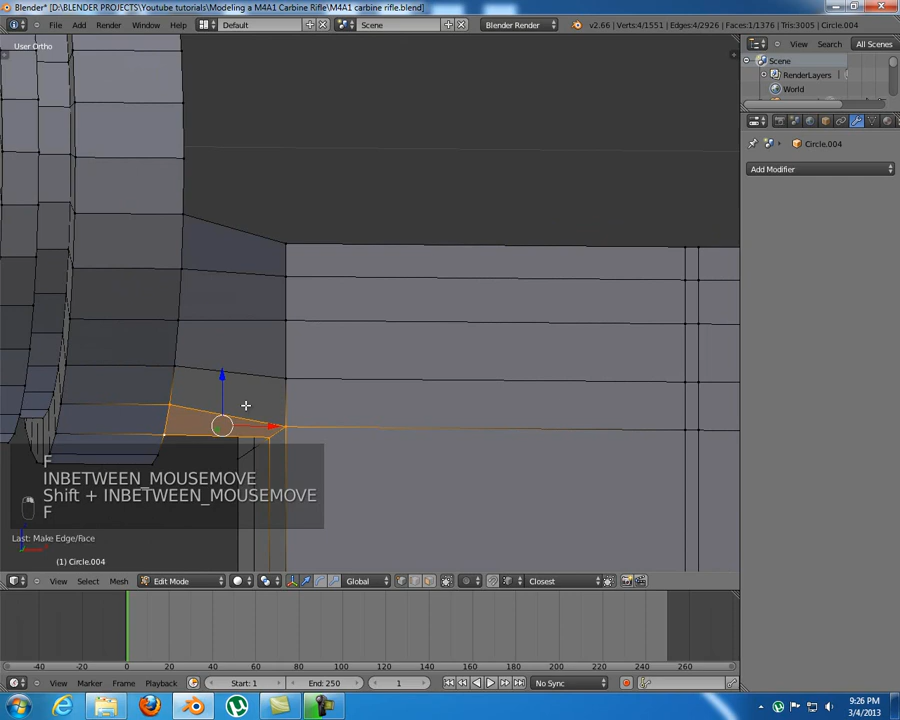 Blender* [D:\BLENDER PROJECTS\Youtube tutorials\Modeling a M4A1 Carbine Rifle\M4A1 carbine rifle.blend]
File Add Render Window Help Default Scene Blender Render v2.66 | Verts:4/1551 | Edges:4/2926 | Faces:1/1376 | Tris:3005 | Circle.004
User Ortho
View Search All Scenes
Scene
RenderLayers
World
Circle.004
Add Modifier
F
INBETWEEN_MOUSEMOVE
Shift + INBETWEEN_MOUSEMOVE
F
Last: Make Edge/Face
(1) Circle.004
View Select Mesh Edit Mode Global Closest
-40 -20 0 20 40 60 80 100 120 140 160 180 200 220 240 260
View Marker Frame Playback Start: 1 End: 250 1 No Sync
9:26 PM
3/4/2013